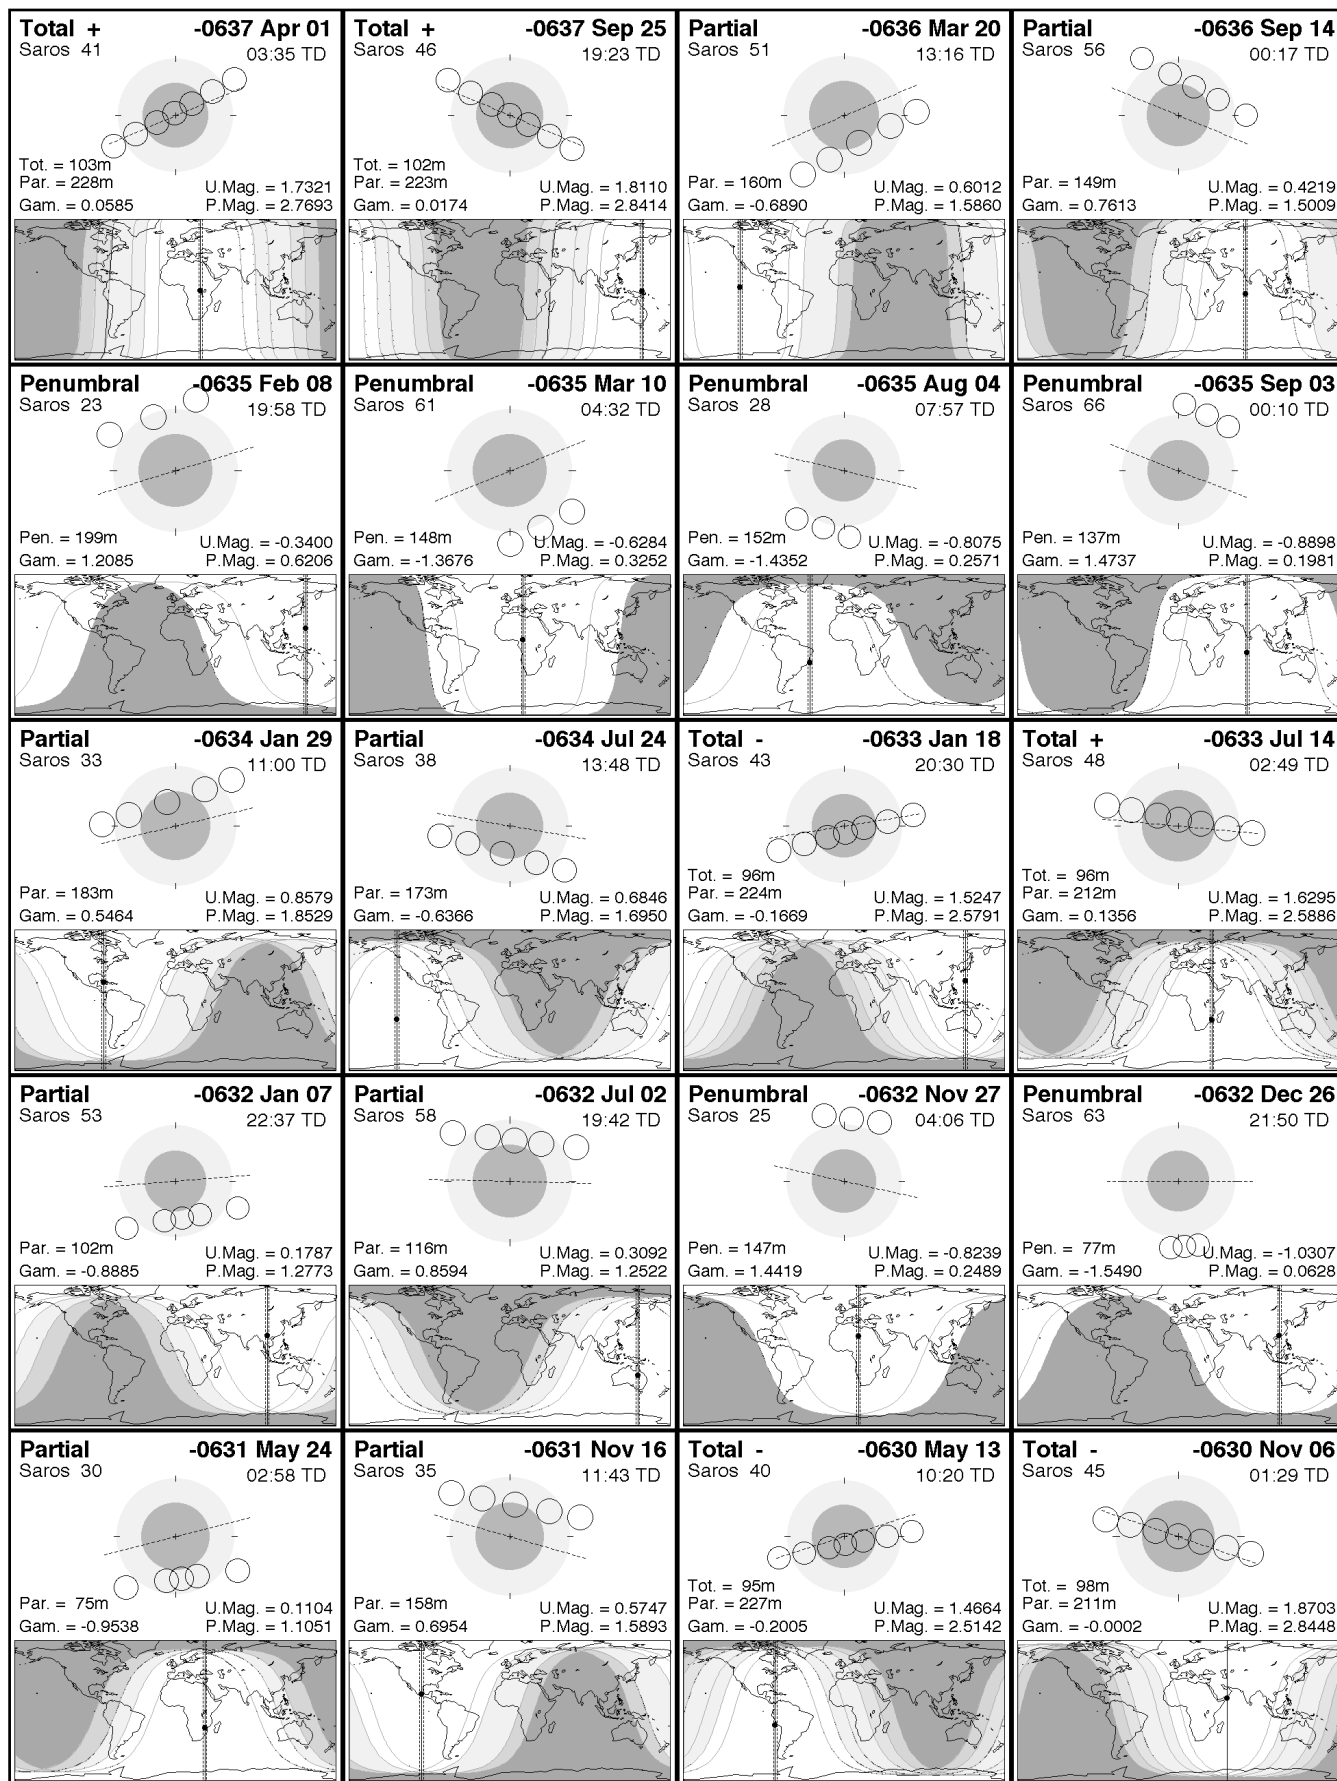 Total + -0637 Apr 01
Saros 41 03:35 TD
Tot. = 103m
Par. = 228m U.Mag. = 1.7321
Gam. = 0.0585 P.Mag. = 2.7693
Total + -0637 Sep 25
Saros 46 19:23 TD
Tot. = 102m
Par. = 223m U.Mag. = 1.8110
Gam. = 0.0174 P.Mag. = 2.8414
Partial -0636 Mar 20
Saros 51 13:16 TD
Par. = 160m U.Mag. = 0.6012
Gam. = -0.6890 P.Mag. = 1.5860
Partial -0636 Sep 14
Saros 56 00:17 TD
Par. = 149m U.Mag. = 0.4219
Gam. = 0.7613 P.Mag. = 1.5009
Penumbral -0635 Feb 08
Saros 23 19:58 TD
Pen. = 199m U.Mag. = -0.3400
Gam. = 1.2085 P.Mag. = 0.6206
Penumbral -0635 Mar 10
Saros 61 04:32 TD
Pen. = 148m U.Mag. = -0.6284
Gam. = -1.3676 P.Mag. = 0.3252
Penumbral -0635 Aug 04
Saros 28 07:57 TD
Pen. = 152m U.Mag. = -0.8075
Gam. = -1.4352 P.Mag. = 0.2571
Penumbral -0635 Sep 03
Saros 66 00:10 TD
Pen. = 137m U.Mag. = -0.8898
Gam. = 1.4737 P.Mag. = 0.1981
Partial -0634 Jan 29
Saros 33 11:00 TD
Par. = 183m U.Mag. = 0.8579
Gam. = 0.5464 P.Mag. = 1.8529
Partial -0634 Jul 24
Saros 38 13:48 TD
Par. = 173m U.Mag. = 0.6846
Gam. = -0.6366 P.Mag. = 1.6950
Total - -0633 Jan 18
Saros 43 20:30 TD
Tot. = 96m
Par. = 224m U.Mag. = 1.5247
Gam. = -0.1669 P.Mag. = 2.5791
Total + -0633 Jul 14
Saros 48 02:49 TD
Tot. = 96m
Par. = 212m U.Mag. = 1.6295
Gam. = 0.1356 P.Mag. = 2.5886
Partial -0632 Jan 07
Saros 53 22:37 TD
Par. = 102m U.Mag. = 0.1787
Gam. = -0.8885 P.Mag. = 1.2773
Partial -0632 Jul 02
Saros 58 19:42 TD
Par. = 116m U.Mag. = 0.3092
Gam. = 0.8594 P.Mag. = 1.2522
Penumbral -0632 Nov 27
Saros 25 04:06 TD
Pen. = 147m U.Mag. = -0.8239
Gam. = 1.4419 P.Mag. = 0.2489
Penumbral -0632 Dec 26
Saros 63 21:50 TD
Pen. = 77m U.Mag. = -1.0307
Gam. = -1.5490 P.Mag. = 0.0628
Partial -0631 May 24
Saros 30 02:58 TD
Par. = 75m U.Mag. = 0.1104
Gam. = -0.9538 P.Mag. = 1.1051
Partial -0631 Nov 16
Saros 35 11:43 TD
Par. = 158m U.Mag. = 0.5747
Gam. = 0.6954 P.Mag. = 1.5893
Total - -0630 May 13
Saros 40 10:20 TD
Tot. = 95m
Par. = 227m U.Mag. = 1.4664
Gam. = -0.2005 P.Mag. = 2.5142
Total - -0630 Nov 06
Saros 45 01:29 TD
Tot. = 98m
Par. = 211m U.Mag. = 1.8703
Gam. = -0.0002 P.Mag. = 2.8448